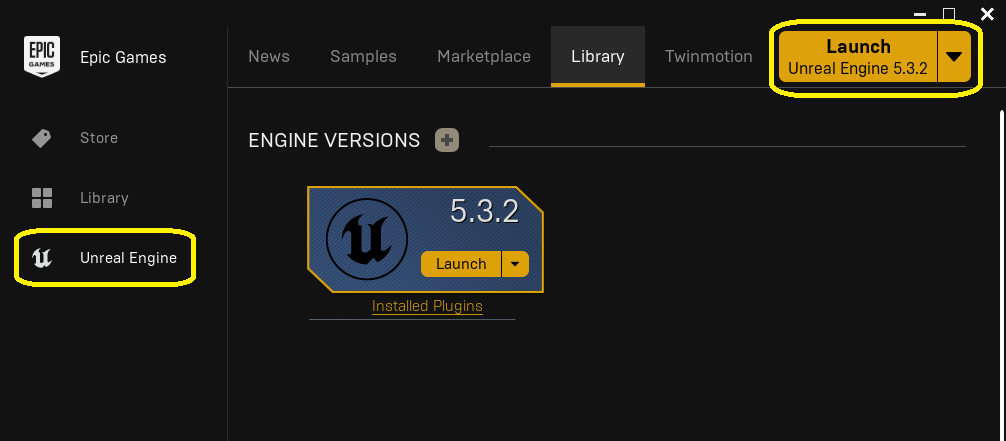 EPIC
GAMES
Epic Games
Store
Library
Unreal Engine
News
Samples
Marketplace
Library
Twinmotion
Launch
Unreal Engine 5.3.2
ENGINE VERSIONS
5.3.2
Launch
Installed Plugins